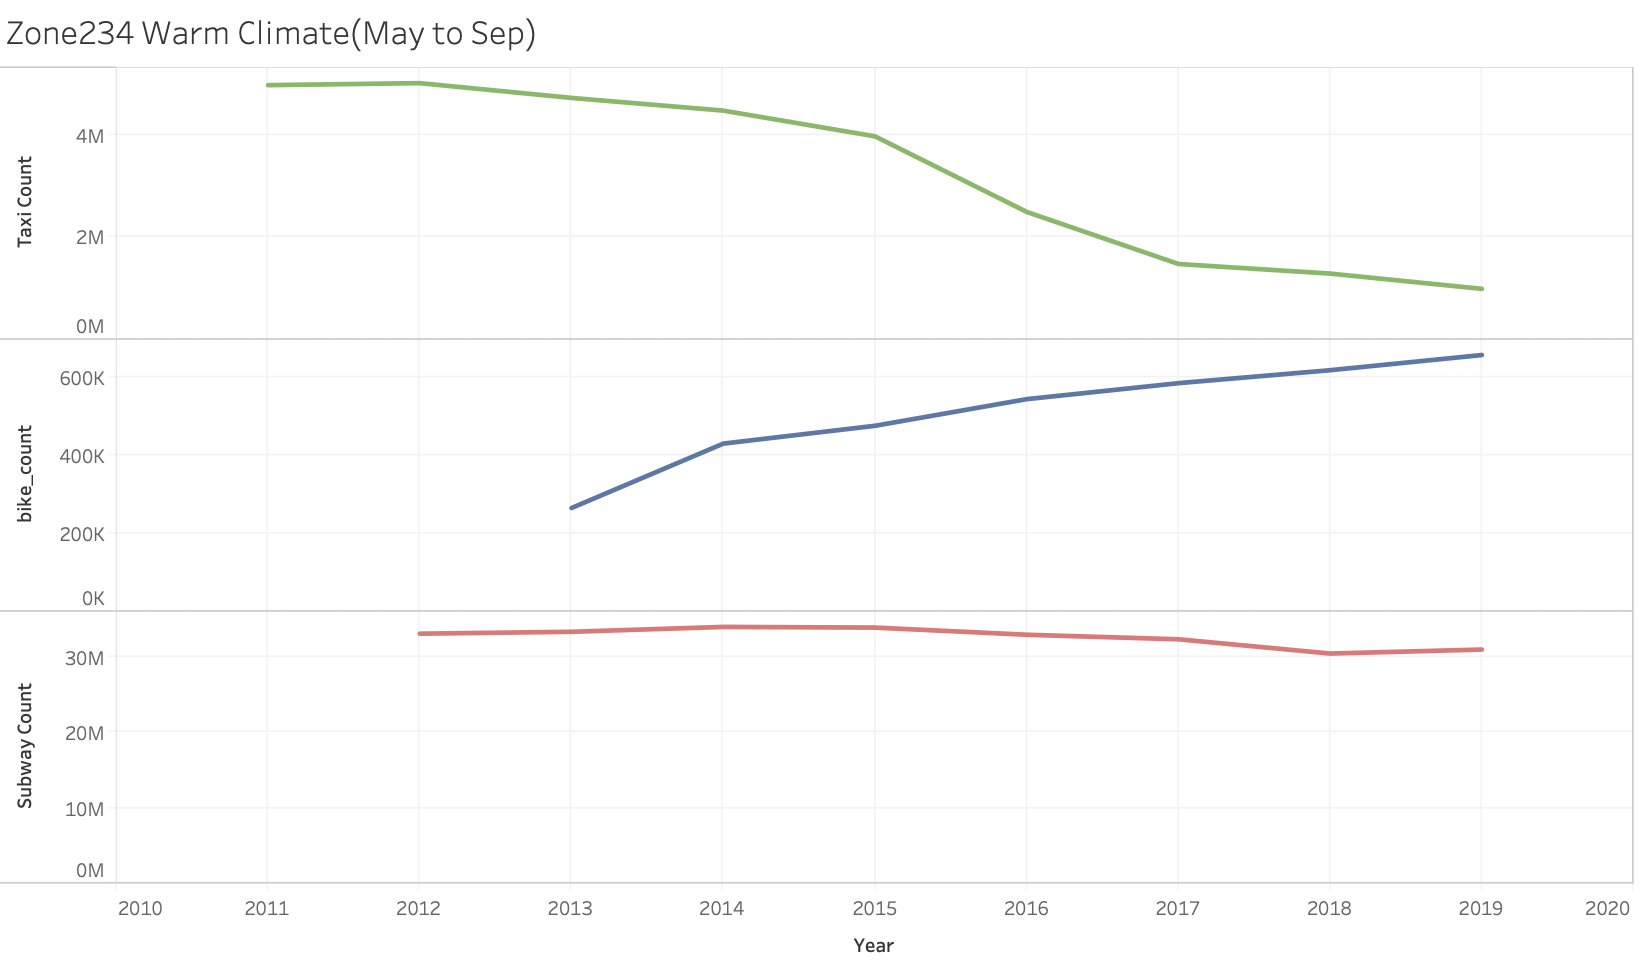 Zone234 Warm Climate(May to Sep)
Taxi Count
4M
2M
0M
bike_count
600K
400K
200K
0K
Subway Count
30M
20M
10M
0M
2010 2011 2012 2013 2014 2015 2016 2017 2018 2019 2020
Year